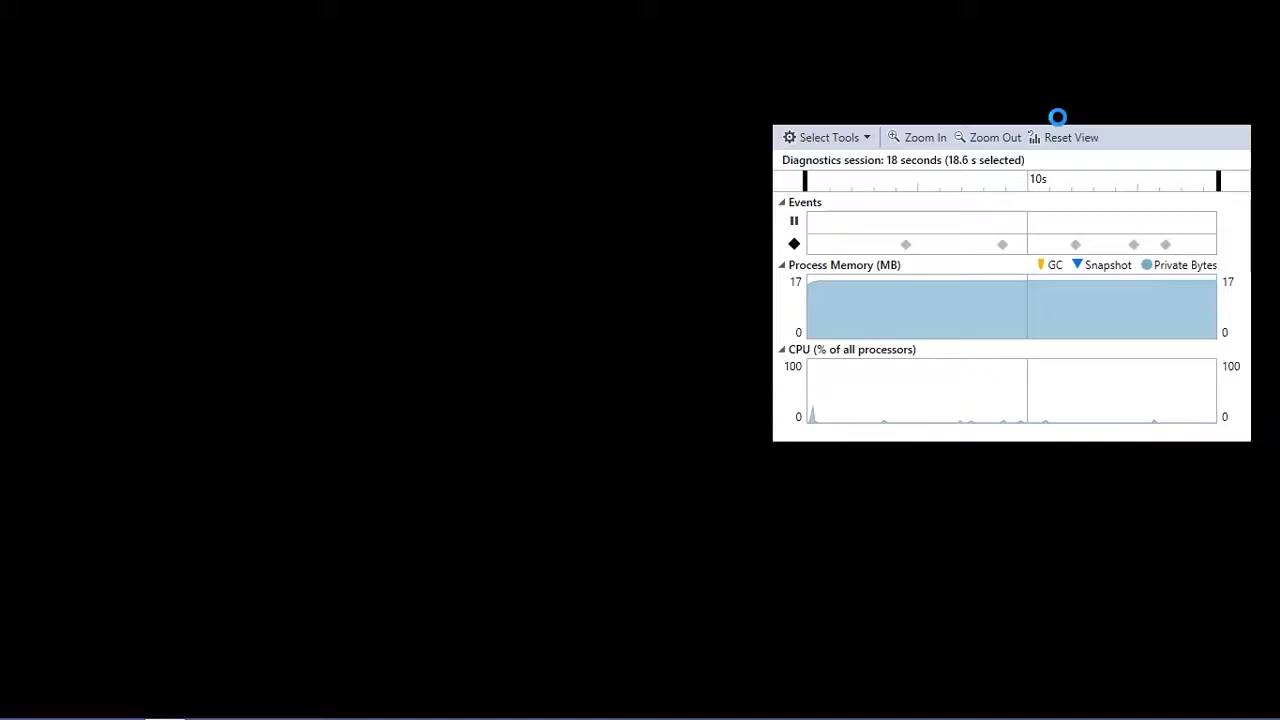 Select Tools Zoom In Zoom Out Reset View
Diagnostics session: 18 seconds (18.6 s selected)
10s
Events
Process Memory (MB) GC Snapshot Private Bytes
17 17
0 0
CPU (% of all processors)
100 100
0 0